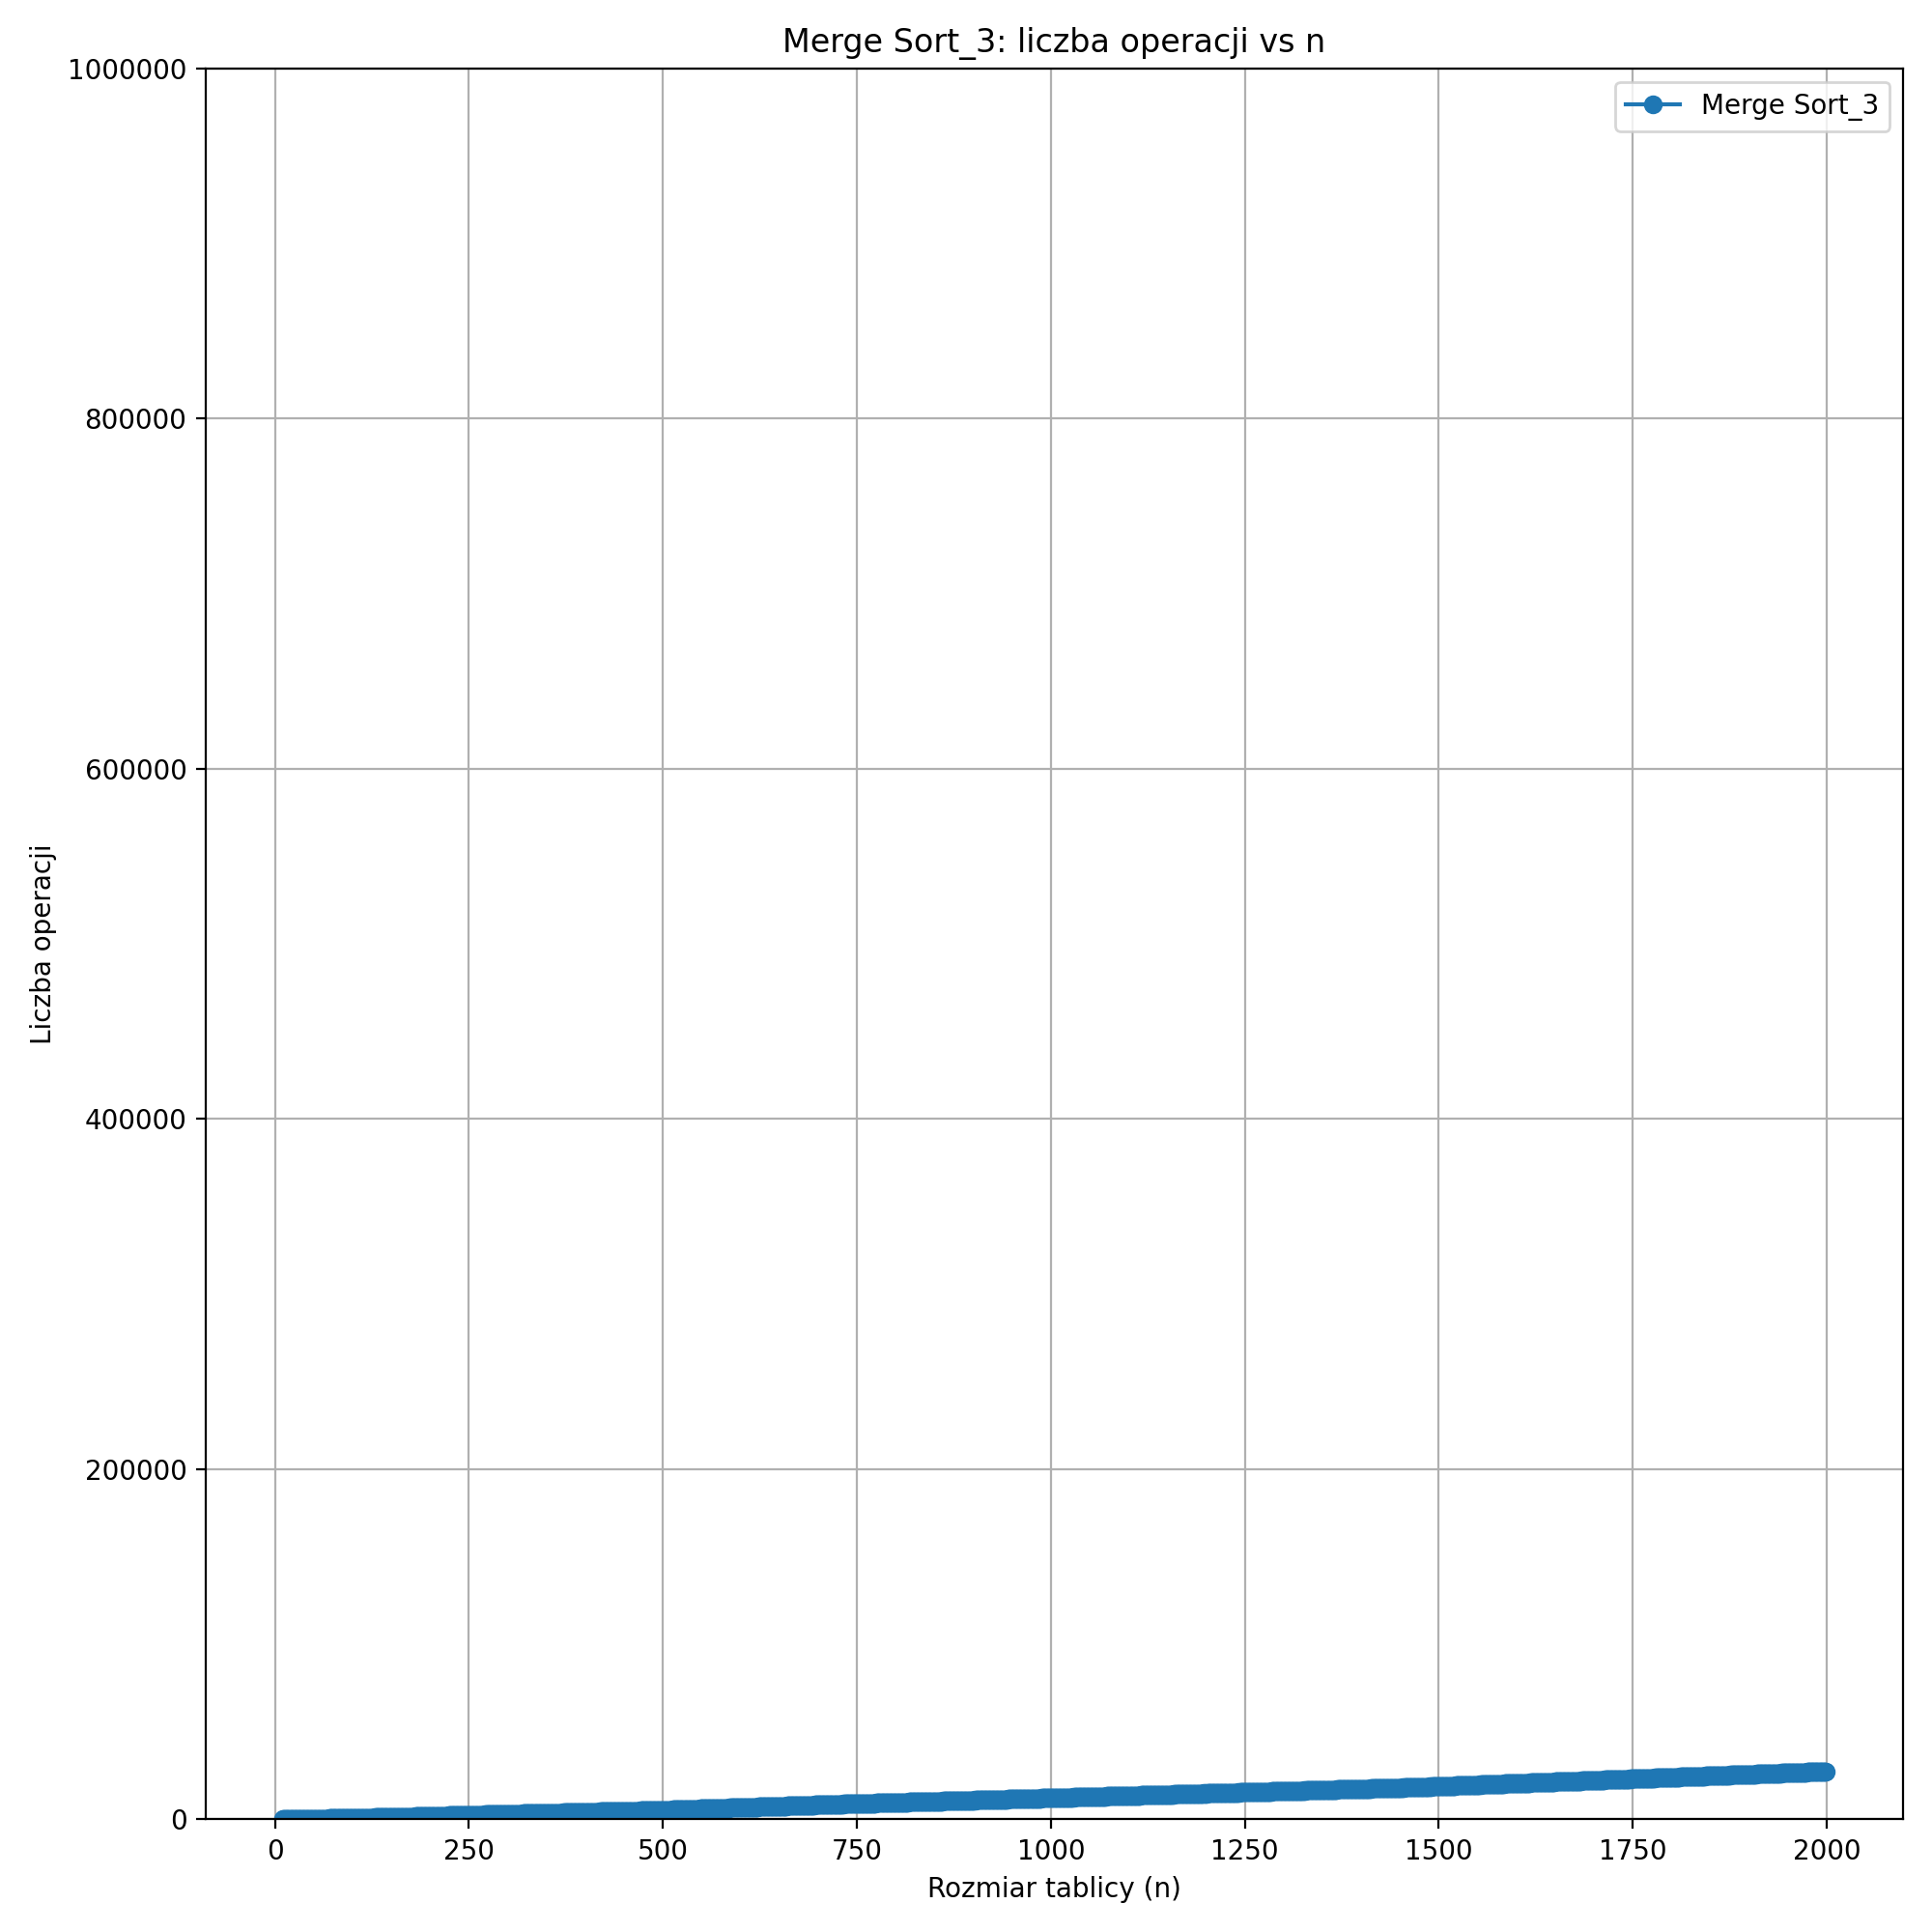 Merge Sort_3: liczba operacji vs n
1000000
Merge Sort_3
800000
600000
Liczba operacji
400000
200000
0
0 250 500 750 1000 1250 1500 1750 2000
Rozmiar tablicy (n)